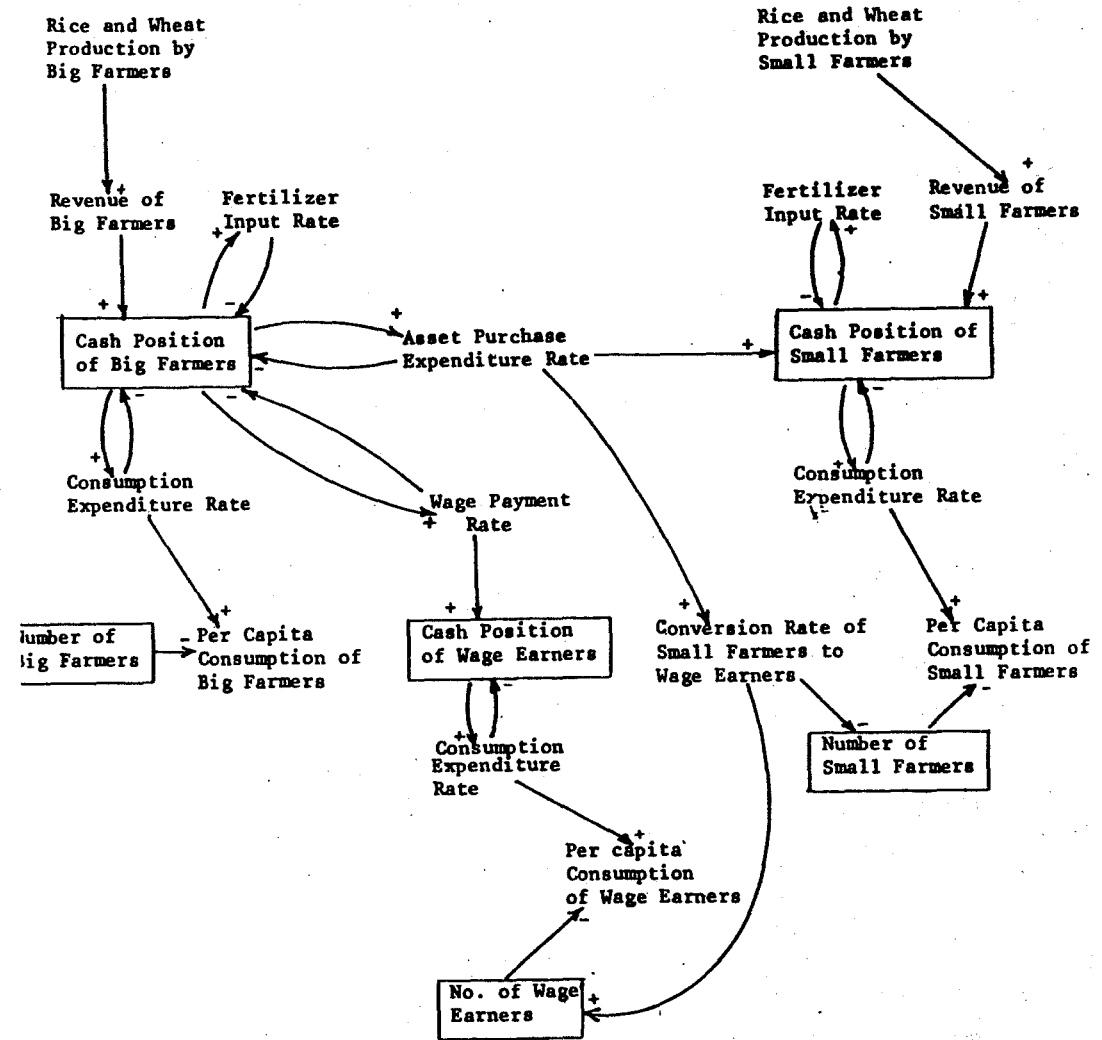 Rice and Wheat
Production by
Big Farmers
Rice and Wheat
Production by
Small Farmers
+
Revenue of
Big Farmers
Fertilizer
Input Rate
+
Fertilizer
Input Rate
+
+
Revenue of
Small Farmers
+
-
Cash Position
of Big Farmers
-
-
-
+
Asset Purchase
Expenditure Rate
+
-
+
Cash Position of
Small Farmers
-
+
Consumption
Expenditure Rate
+
Wage Payment
Rate
+
Consumption
Expenditure Rate
+
-
Per Capita
Consumption of
Big Farmers
umber of
ig Farmers
+
Cash Position
of Wage Earners
-
+
Conversion Rate of
Small Farmers to
Wage Earners
+
Per Capita
Consumption of
Small Farmers
-
-
Number of
Small Farmers
+
Consumption
Expenditure
Rate
+
Per capita
Consumption
of Wage Earners
-
No. of Wage
Earners
+